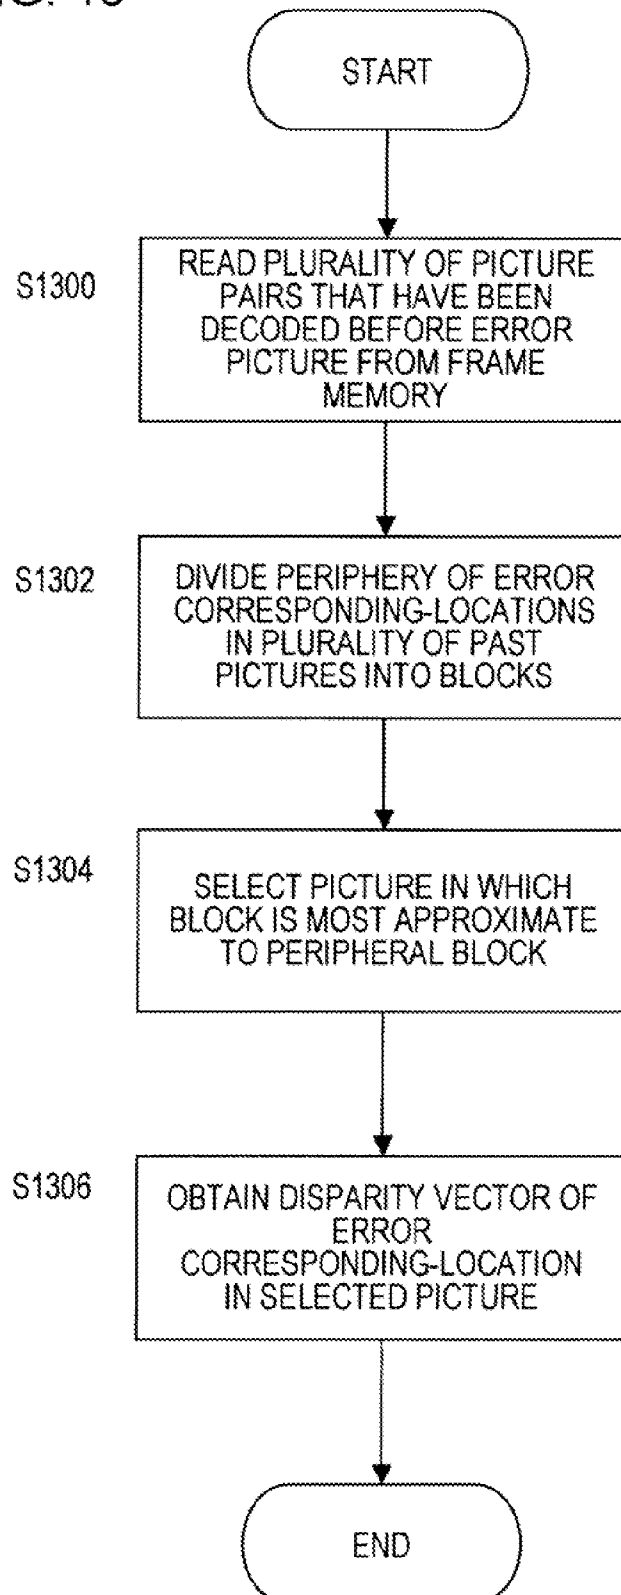 START
S1300
READ PLURALITY OF PICTURE
PAIRS THAT HAVE BEEN
DECODED BEFORE ERROR
PICTURE FROM FRAME
MEMORY
S1302
DIVIDE PERIPHERY OF ERROR
CORRESPONDING-LOCATIONS
IN PLURALITY OF PAST
PICTURES INTO BLOCKS
S1304
SELECT PICTURE IN WHICH
BLOCK IS MOST APPROXIMATE
TO PERIPHERAL BLOCK
S1306
OBTAIN DISPARITY VECTOR OF
ERROR
CORRESPONDING-LOCATION
IN SELECTED PICTURE
END